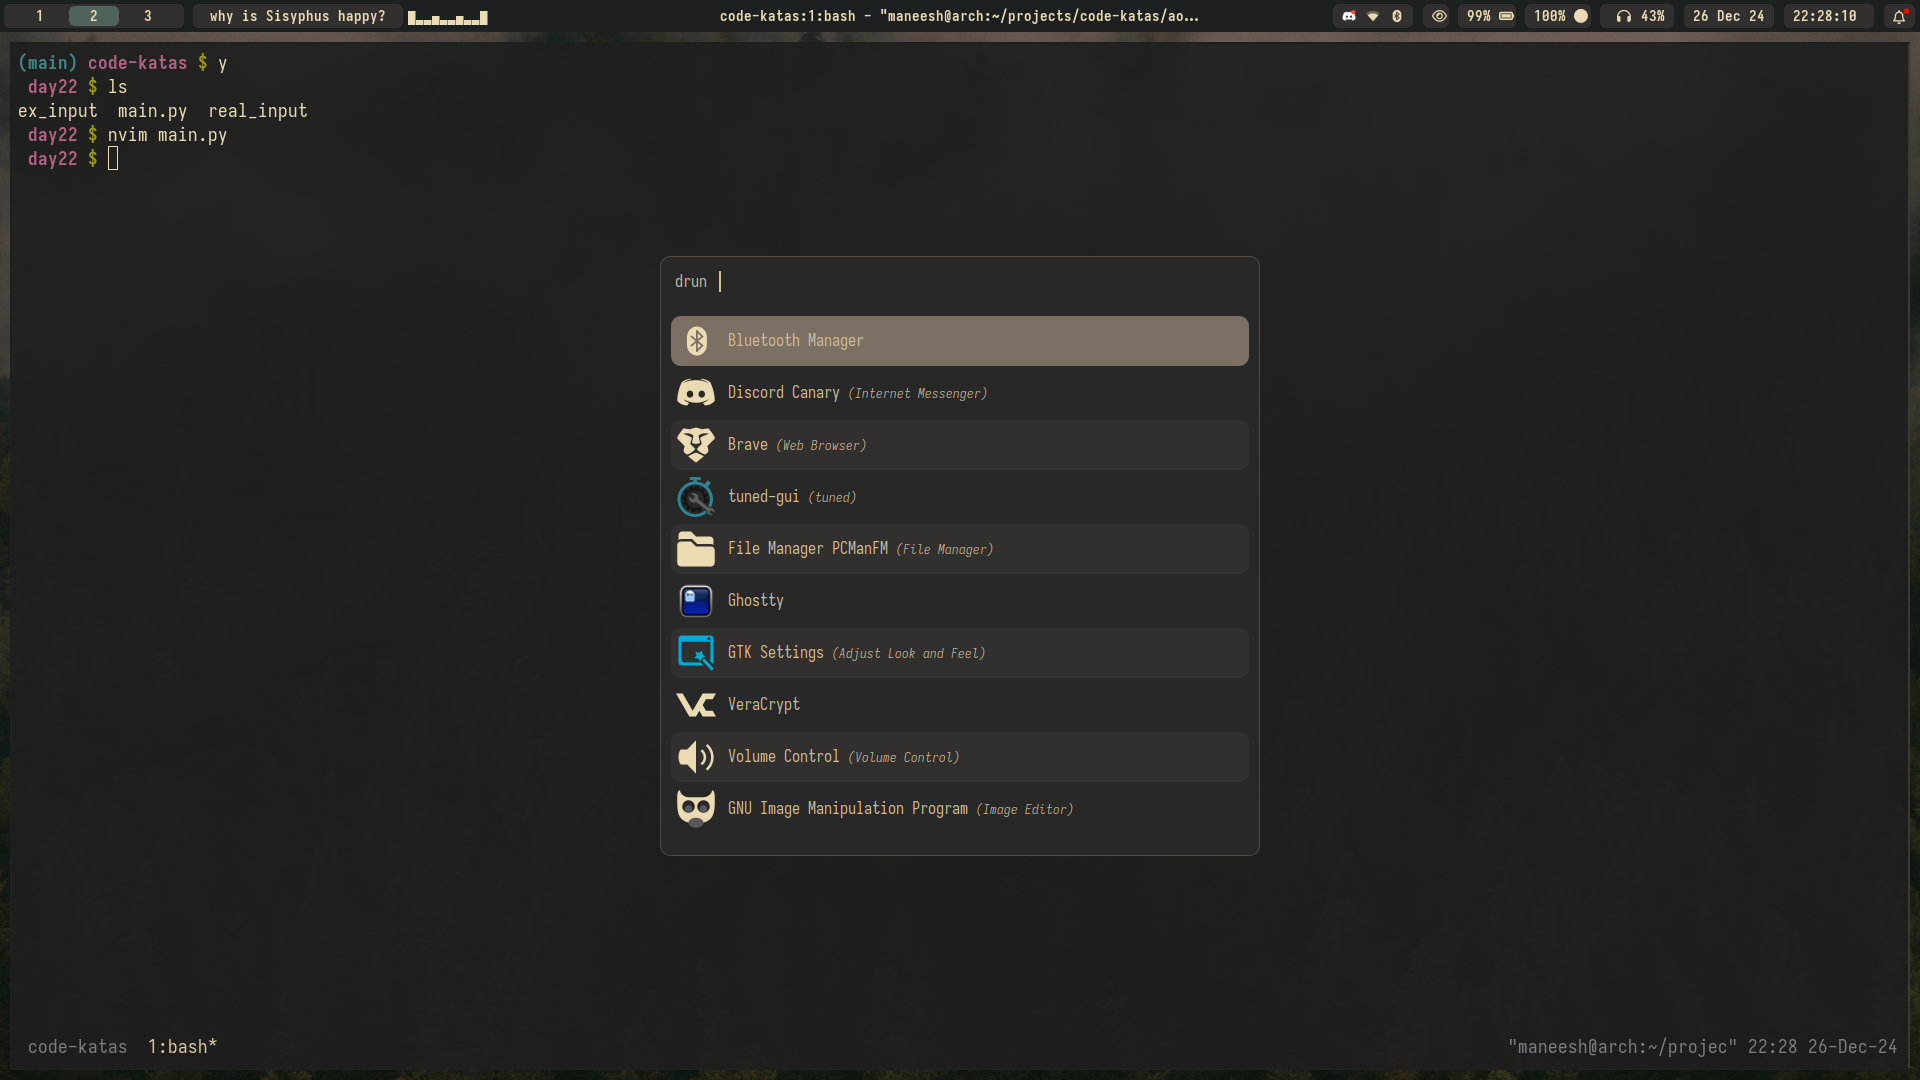 1 2 3 why is Sisyphus happy? code-katas:1:bash - "maneesh@arch:~/projects/code-katas/ao... 99% 100% 43% 26 Dec 24 22:28:10
(main) code-katas $ y
day22 $ ls
ex_input main.py real_input
day22 $ nvim main.py
day22 $
drun
Bluetooth Manager
Discord Canary (Internet Messenger)
Brave (Web Browser)
tuned-gui (tuned)
File Manager PCManFM (File Manager)
Ghostty
GTK Settings (Adjust Look and Feel)
VeraCrypt
Volume Control (Volume Control)
GNU Image Manipulation Program (Image Editor)
code-katas 1:bash* "maneesh@arch:~/projec" 22:28 26-Dec-24